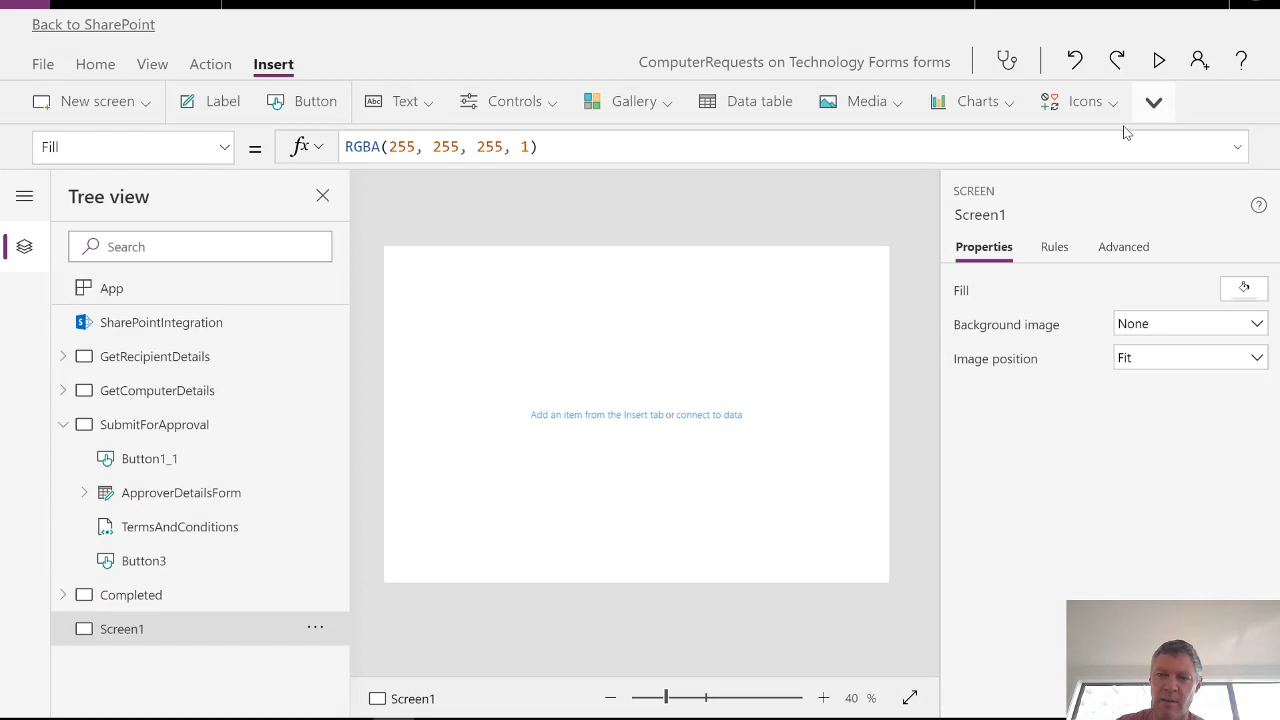 Back to SharePoint
File Home View Action Insert ComputerRequests on Technology Forms forms
New screen Label Button Abc Text Controls Gallery Data table Media Charts Icons
Fill = fx RGBA(255, 255, 255, 1)
Tree view
Search
App
SharePointIntegration
GetRecipientDetails
GetComputerDetails
SubmitForApproval
Button1_1
ApproverDetailsForm
TermsAndConditions
Button3
Completed
Screen1 ...
Add an item from the Insert tab or connect to data
Screen1 40 %
SCREEN
Screen1
Properties Rules Advanced
Fill
Background image None
Image position Fit